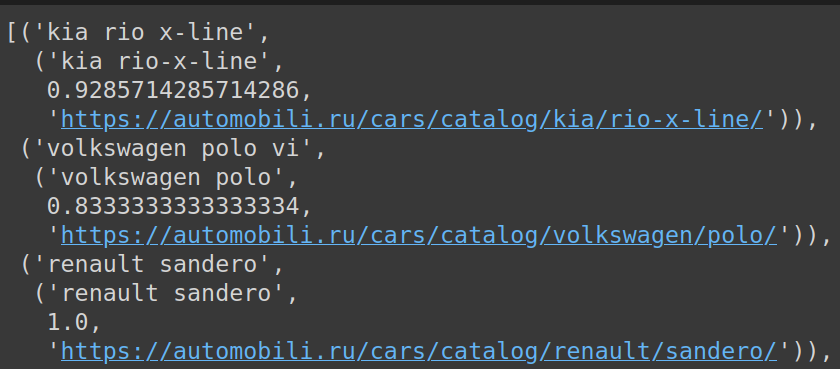 [('kia rio x-line',
('kia rio-x-line',
0.9285714285714286,
'https://automobili.ru/cars/catalog/kia/rio-x-line/')),
('volkswagen polo vi',
('volkswagen polo',
0.8333333333333334,
'https://automobili.ru/cars/catalog/volkswagen/polo/')),
('renault sandero',
('renault sandero',
1.0,
'https://automobili.ru/cars/catalog/renault/sandero/')),